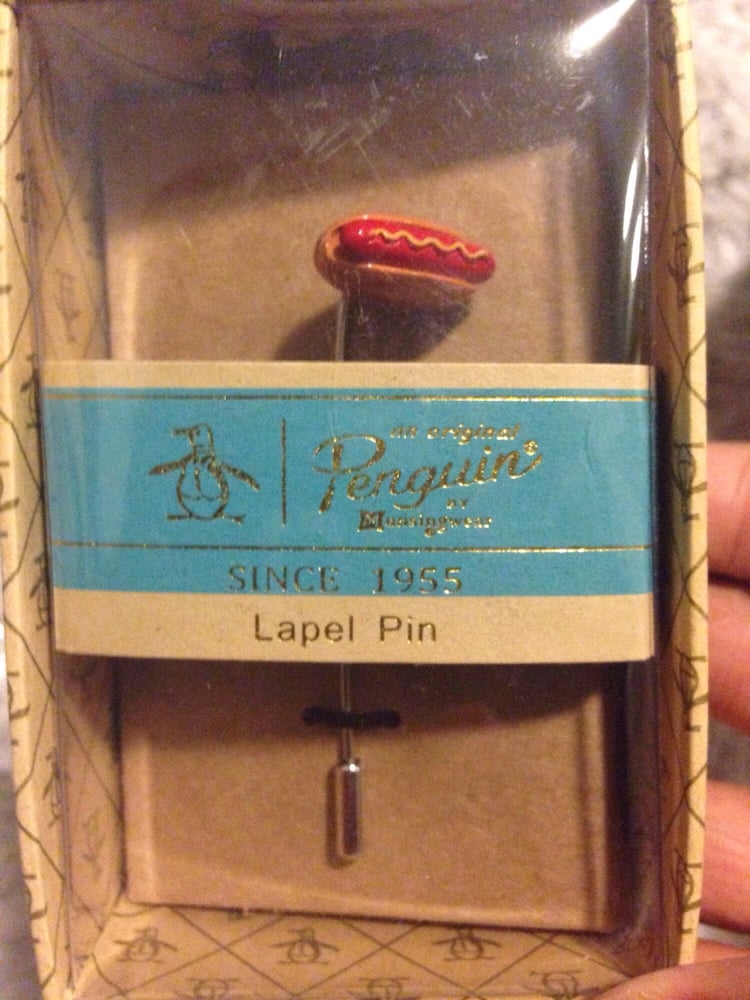 an original
Penguin®
BY
Munsingwear
SINCE 1955
Lapel Pin